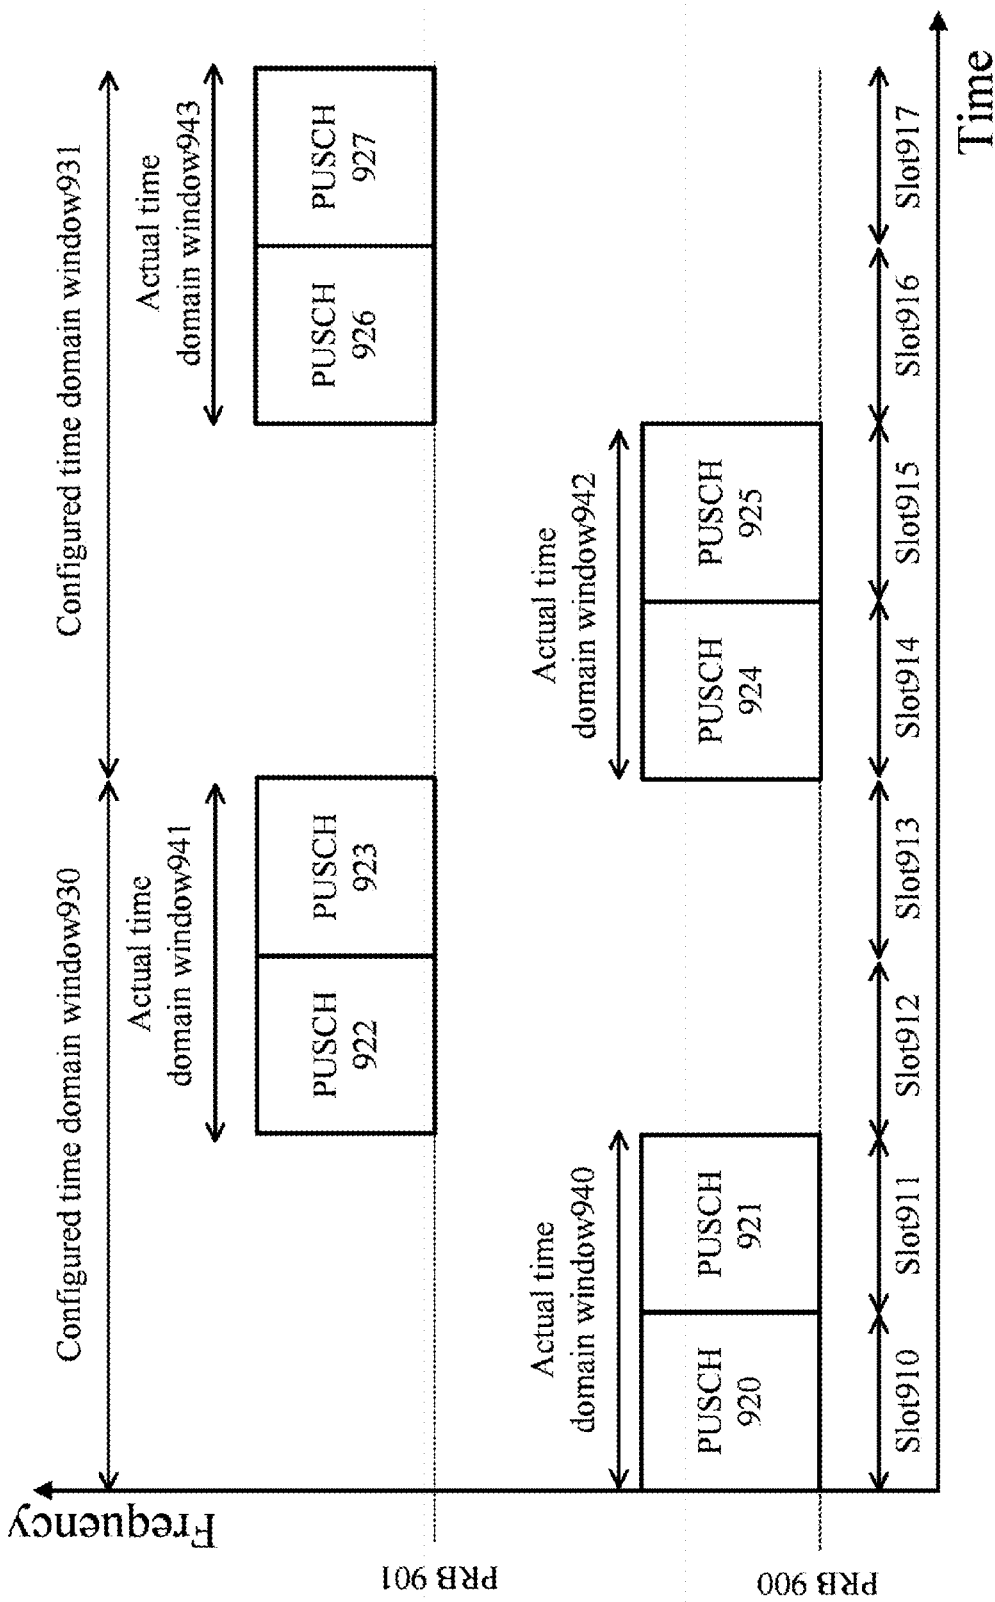 Frequency
Configured time domain window930
Configured time domain window931
Actual time
domain window941
Actual time
domain window943
PUSCH
922
PUSCH
923
PUSCH
926
PUSCH
927
PRB 901
Actual time
domain window940
Actual time
domain window942
PUSCH
920
PUSCH
921
PUSCH
924
PUSCH
925
PRB 900
Slot910
Slot911
Slot912
Slot913
Slot914
Slot915
Slot916
Slot917
Time